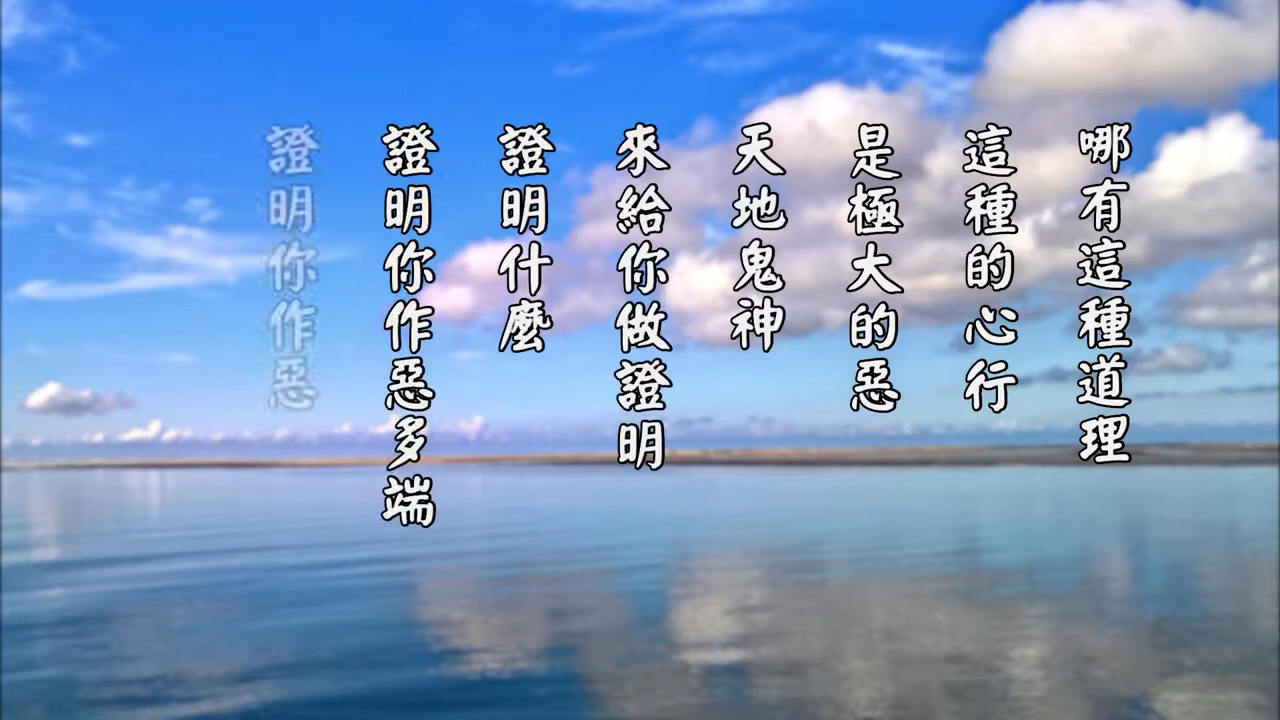 哪有這種道理
這種的心行
是極大的惡
天地鬼神
來給你做證明
證明什麼
證明你作惡多端
證明你作惡